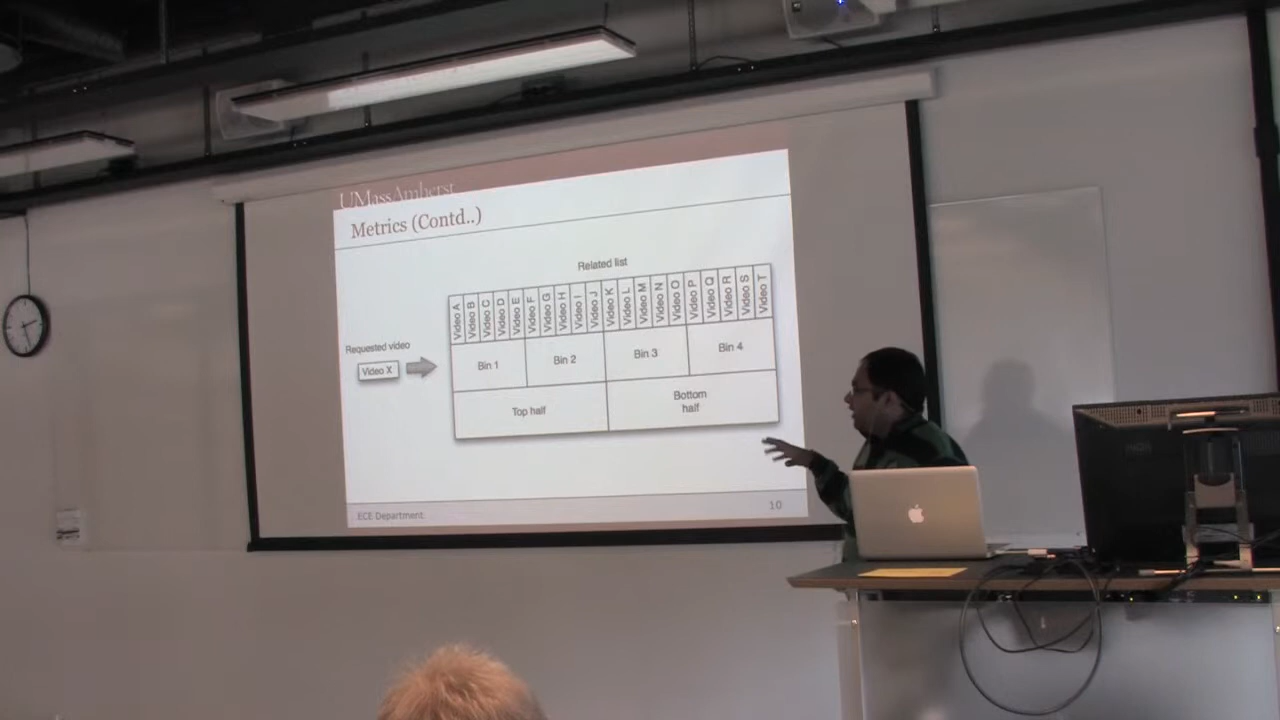 UMassAmherst
Metrics (Contd..)
Related list
Video A
Video B
Video C
Video D
Video E
Video F
Video G
Video H
Video I
Video J
Video K
Video L
Video M
Video N
Video O
Video P
Video Q
Video R
Video S
Video T
Requested video
Video X
Bin 1
Bin 2
Bin 3
Bin 4
Top half
Bottom
half
ECE Department
10